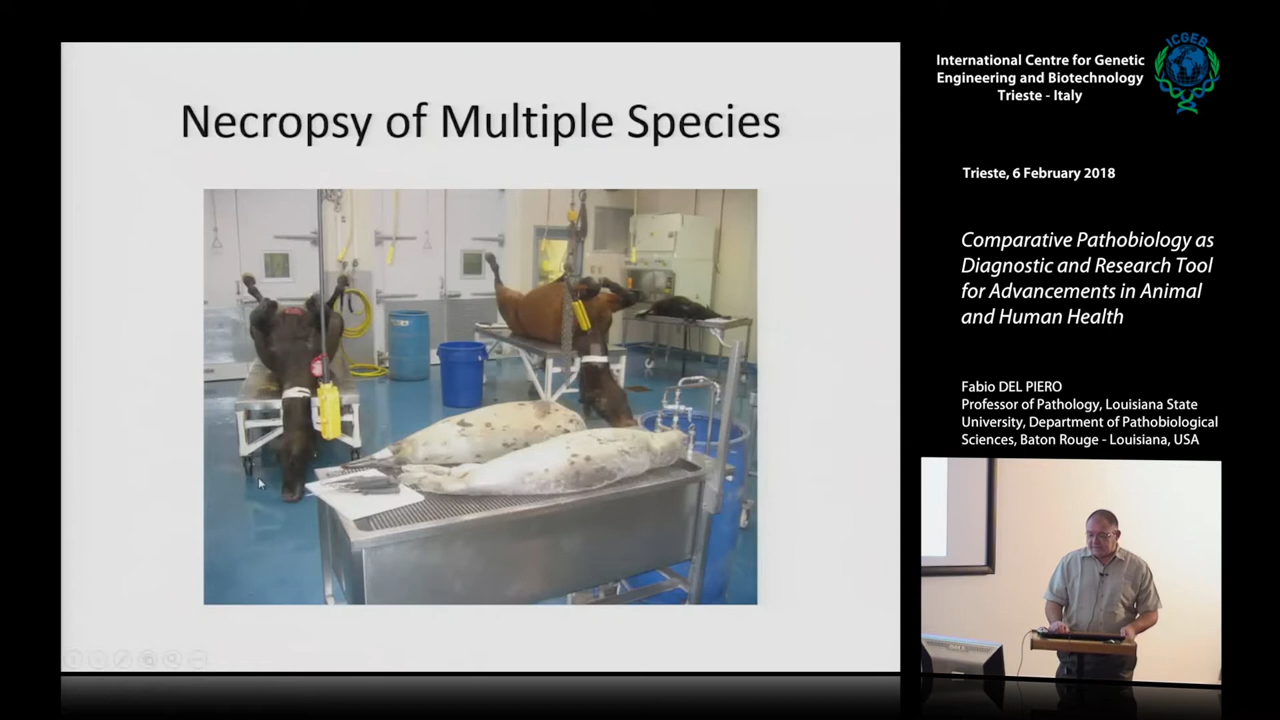 Necropsy of Multiple Species
ICGEB
International Centre for Genetic
Engineering and Biotechnology
Trieste - Italy
Trieste, 6 February 2018
Comparative Pathobiology as
Diagnostic and Research Tool
for Advancements in Animal
and Human Health
Fabio DEL PIERO
Professor of Pathology, Louisiana State
University, Department of Pathobiological
Sciences, Baton Rouge - Louisiana, USA